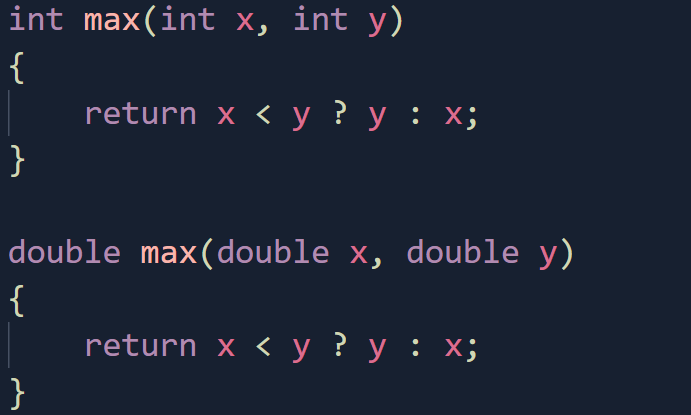 int max(int x, int y)
{
    return x < y ? y : x;
}

double max(double x, double y)
{
    return x < y ? y : x;
}